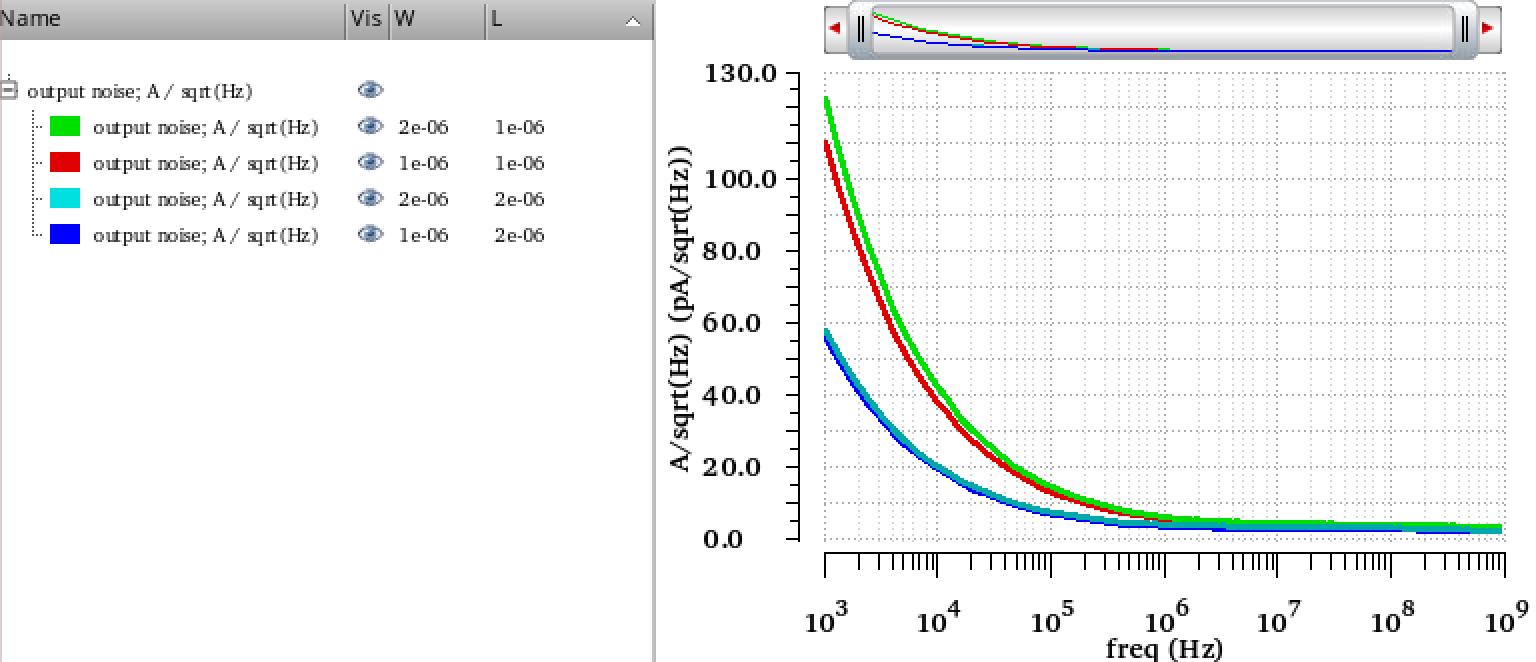 Name Vis W L
output noise; A / sqrt(Hz)
output noise; A / sqrt(Hz) 2e-06 1e-06
output noise; A / sqrt(Hz) 1e-06 1e-06
output noise; A / sqrt(Hz) 2e-06 2e-06
output noise; A / sqrt(Hz) 1e-06 2e-06
A/sqrt(Hz) (pA/sqrt(Hz))
130.0
100.0
80.0
60.0
40.0
20.0
0.0
10³ 10⁴ 10⁵ 10⁶ 10⁷ 10⁸ 10⁹
freq (Hz)